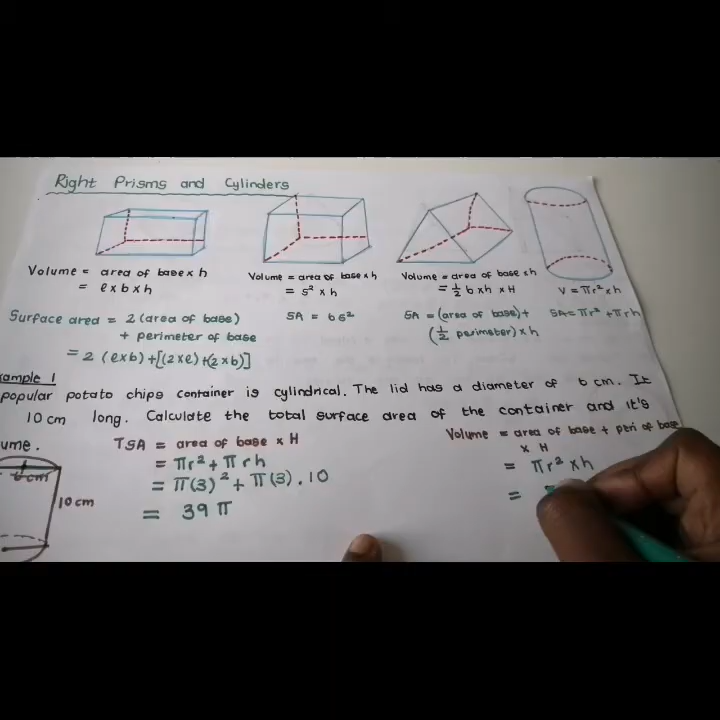 Right Prisms and Cylinders
Volume = area of base x h
= l x b x h
Volume = area of base x h
= s² x h
Volume = area of base x h
= ½ b x h x H
V = πr² x h
Surface area = 2 (area of base)
+ perimeter of base
= 2 (l x b) + [(2 x l) + (2 x b)]
SA = 6s²
SA = (area of base) +
(½ perimeter) x h
SA = πr² + πrh
ample 1
popular potato chips container is cylindrical. The lid has a diameter of 6 cm. It
10 cm long. Calculate the total surface area of the container and it's
ume.
TSA = area of base x H
= πr² + πrh
= π(3)² + π(3) . 10
= 39 π
Volume = area of base + peri of base
x H
= πr² x h
=
6 cm
10 cm